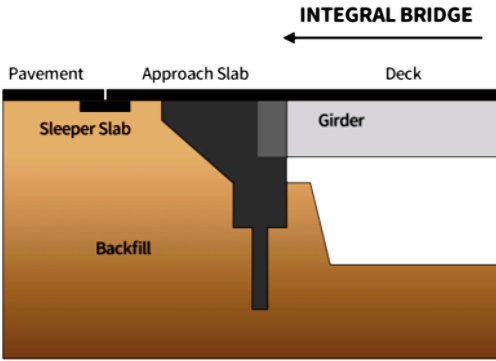 INTEGRAL BRIDGE
Pavement
Approach Slab
Deck
Sleeper Slab
Girder
Backfill